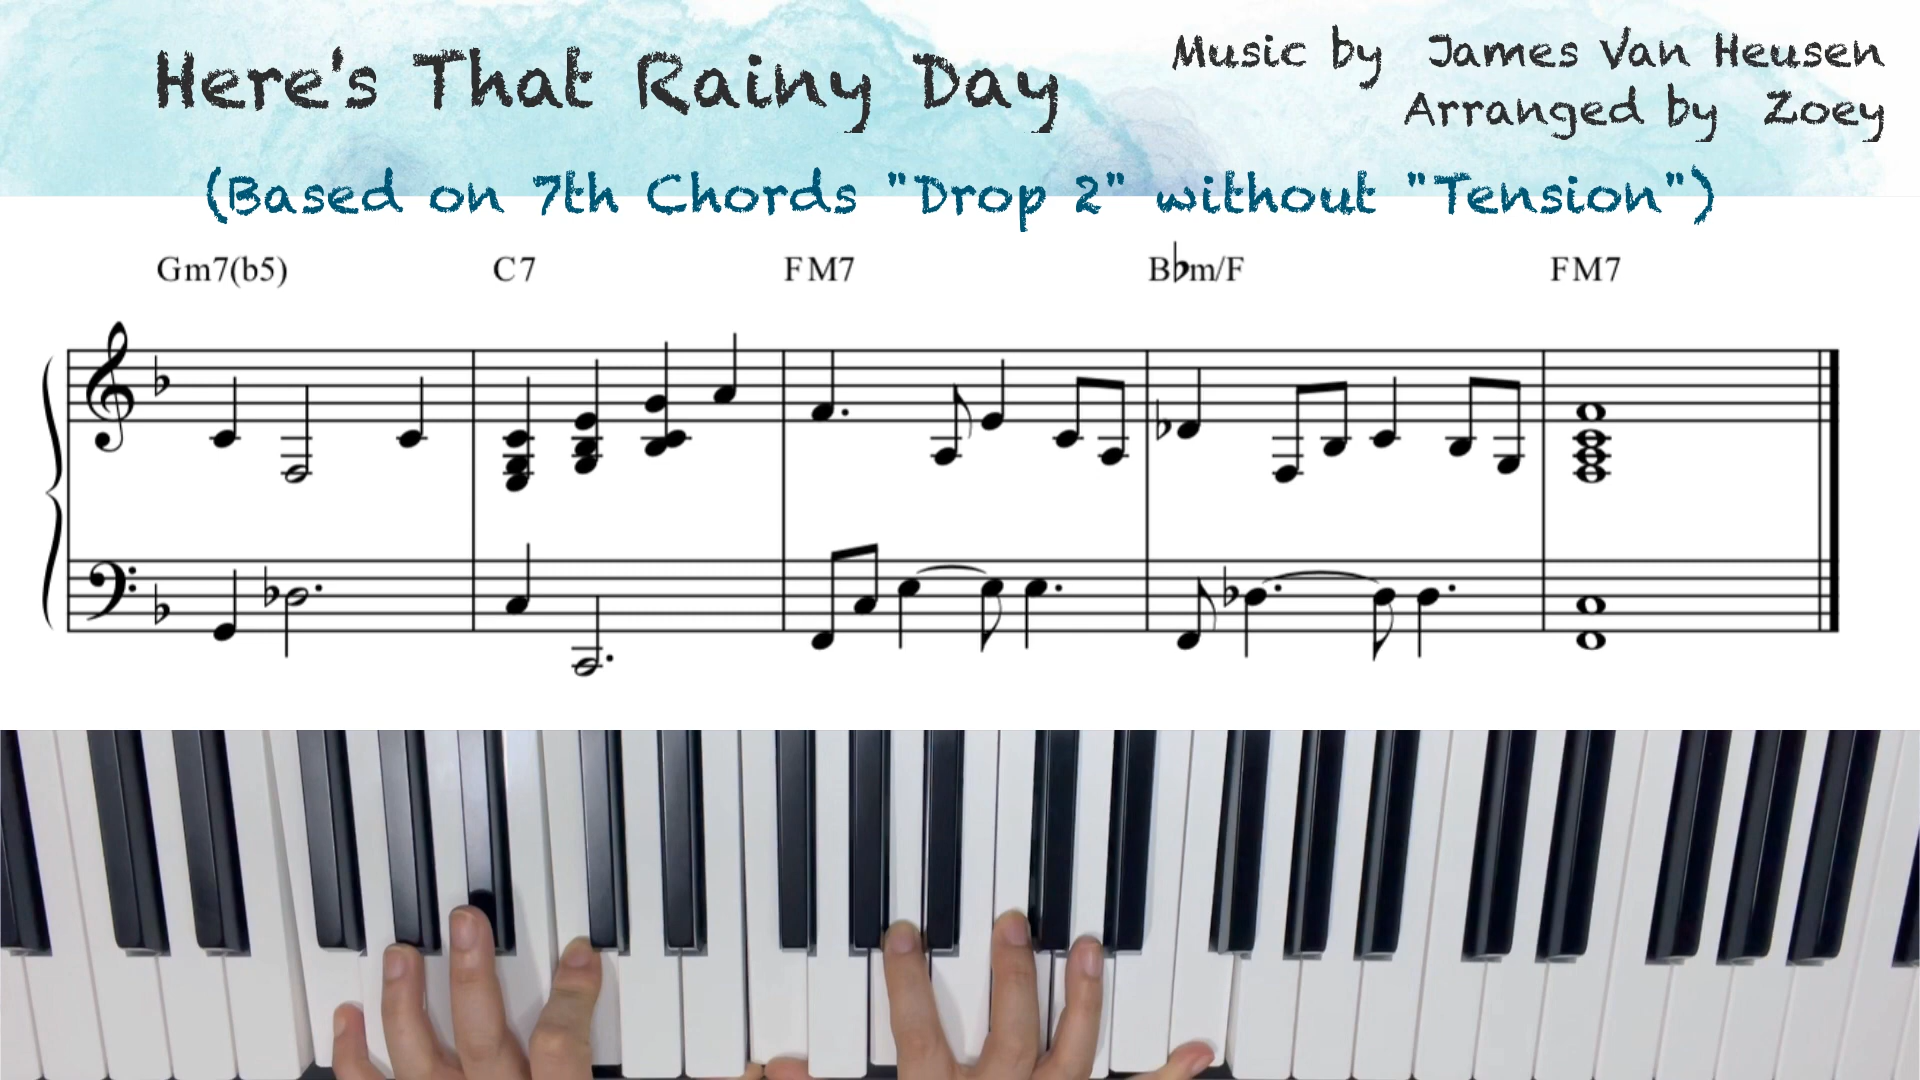 Here's That Rainy Day
Music by James Van Heusen
Arranged by Zoey
(Based on 7th Chords "Drop 2" without "Tension")
Gm7(b5) C7 FM7 B♭m/F FM7